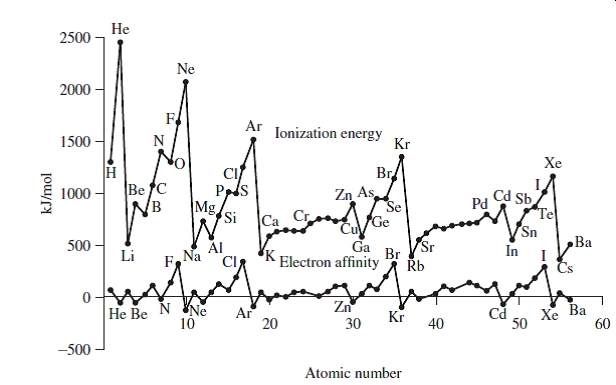 He
2500
Ne
2000
F
Ar
Ionization energy
N
O
Kr
1500
H
Cl
Br
Xe
kJ/mol
Be
C
P
S
Zn
As
Pd
Cd
Sb
I
1000
B
Mg
Si
Se
Te
Al
Ca
Cr
Cu
Ge
Sn
Ga
In
Ba
500
Li
Na
K
Electron affinity
Br
Rb
Sr
I
Cs
F
Cl
0
He
Be
N
Ne
Ar
Zn
Kr
Cd
Xe
Ba
10
20
30
40
50
60
−500
Atomic number